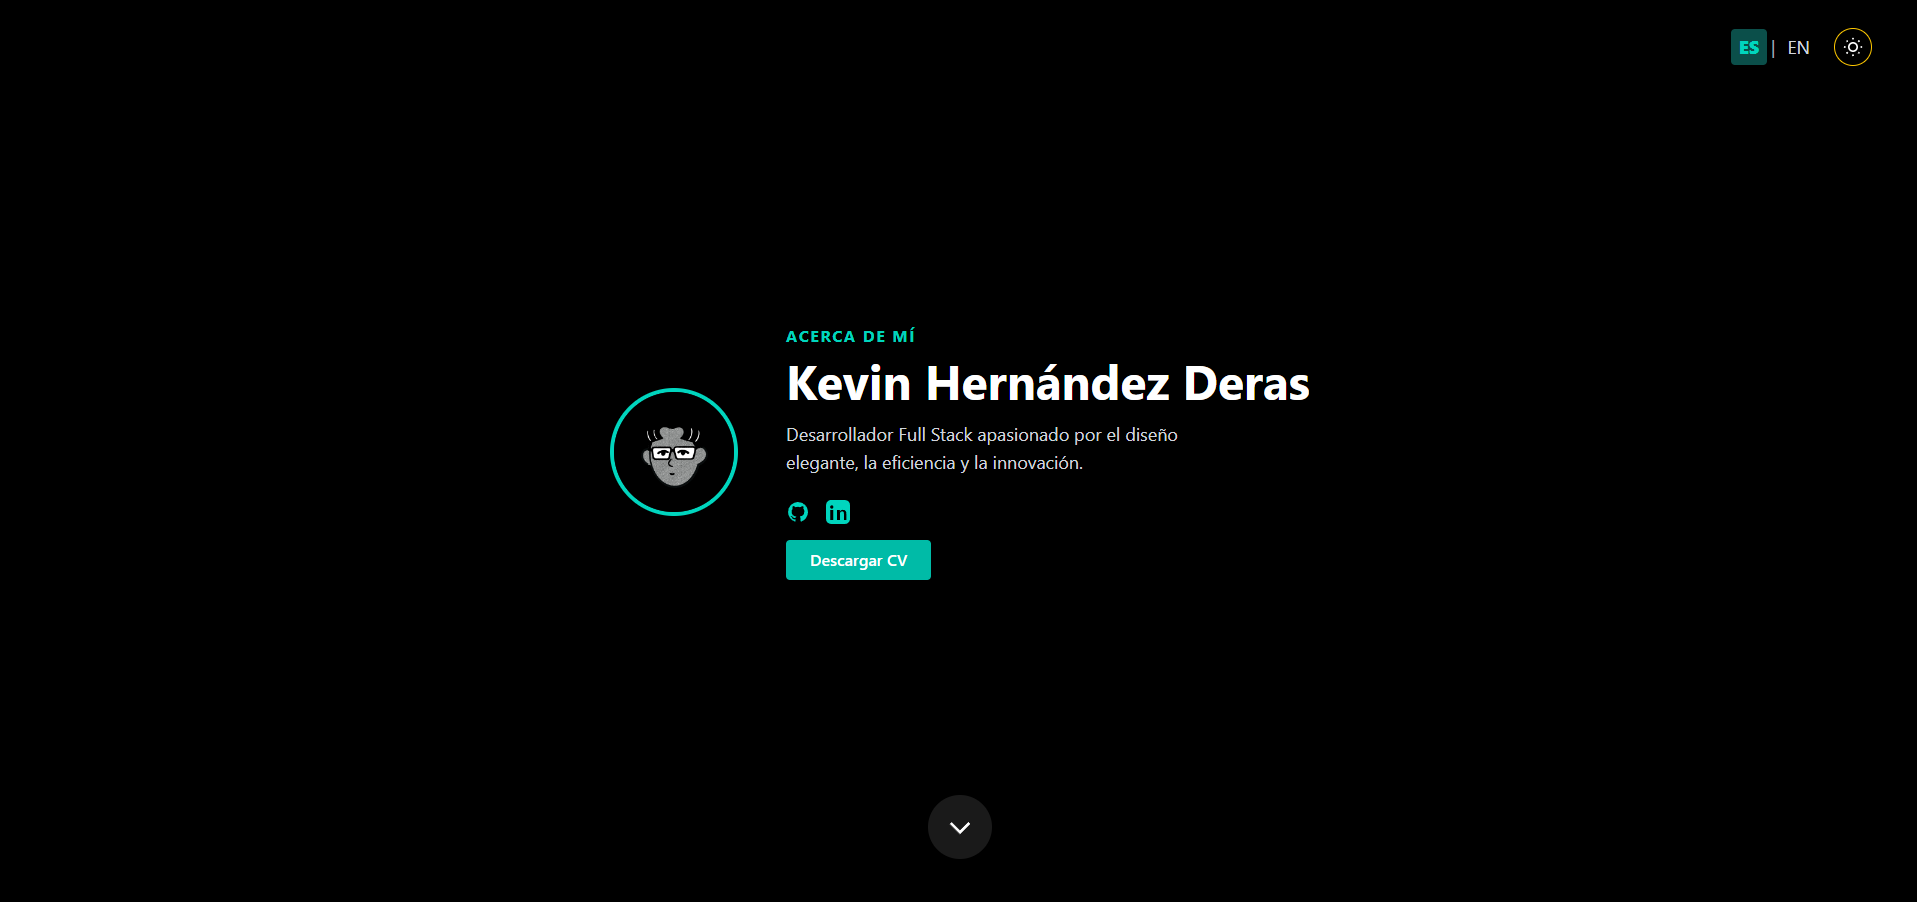 ES | EN
ACERCA DE MÍ
Kevin Hernández Deras
Desarrollador Full Stack apasionado por el diseño
elegante, la eficiencia y la innovación.
in
Descargar CV